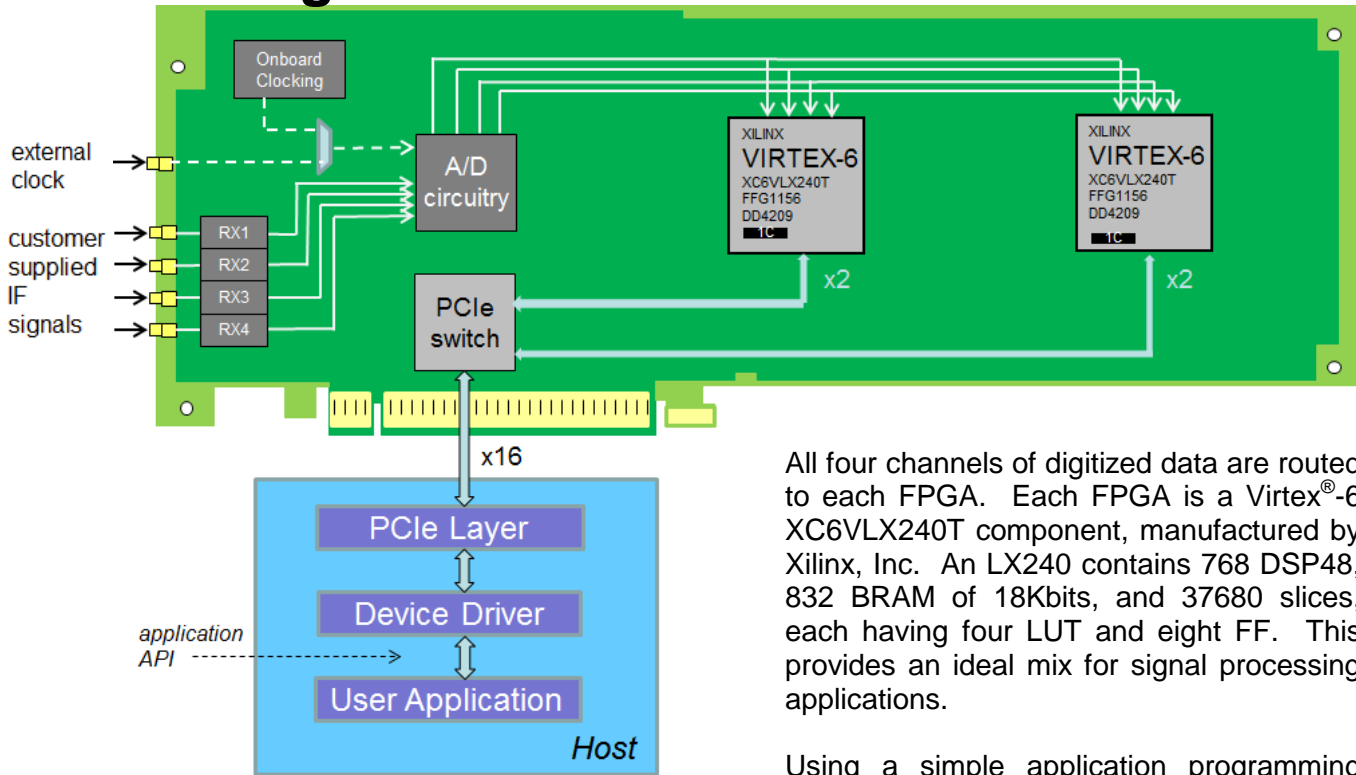 Onboard
Clocking
external
clock
A/D
circuitry
XILINX
VIRTEX-6
XC6VLX240T
FFG1156
DD4209
1C
XILINX
VIRTEX-6
XC6VLX240T
FFG1156
DD4209
1C
customer
supplied
IF
signals
RX1
RX2
RX3
RX4
PCIe
switch
x2
x2
x16
PCIe Layer
Device Driver
application
API
User Application
Host
All four channels of digitized data are routed
to each FPGA. Each FPGA is a Virtex®-6
XC6VLX240T component, manufactured by
Xilinx, Inc. An LX240 contains 768 DSP48,
832 BRAM of 18Kbits, and 37680 slices,
each having four LUT and eight FF. This
provides an ideal mix for signal processing
applications.
Using a simple application programming